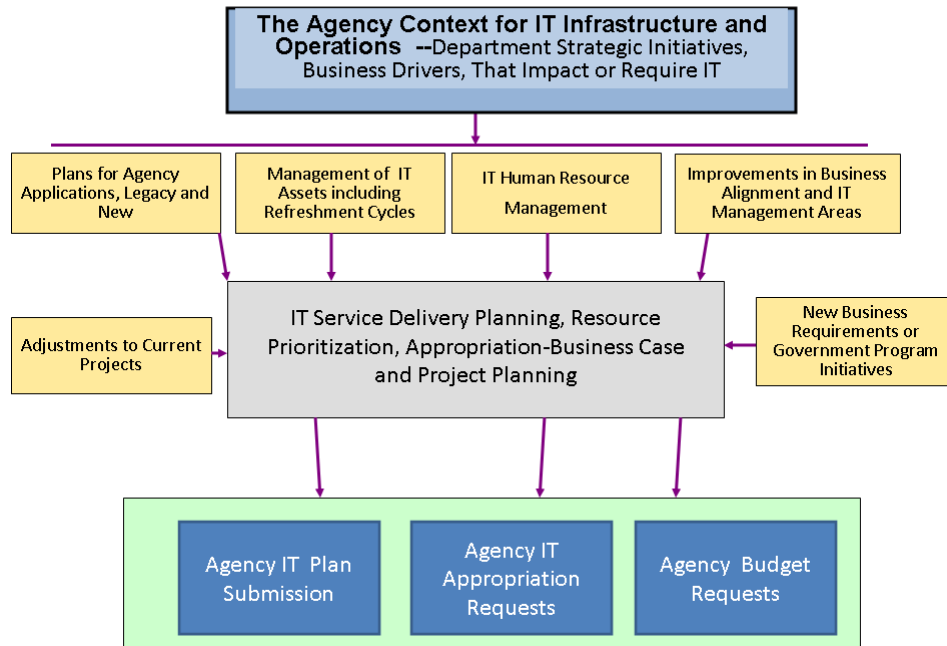 The Agency Context for IT Infrastructure and
Operations --Department Strategic Initiatives,
Business Drivers, That Impact or Require IT
Plans for Agency
Applications, Legacy and
New
Management of IT
Assets including
Refreshment Cycles
IT Human Resource
Management
Improvements in Business
Alignment and IT
Management Areas
IT Service Delivery Planning, Resource
Prioritization, Appropriation-Business Case
and Project Planning
Adjustments to Current
Projects
New Business
Requirements or
Government Program
Initiatives
Agency IT Plan
Submission
Agency IT
Appropriation
Requests
Agency Budget
Requests